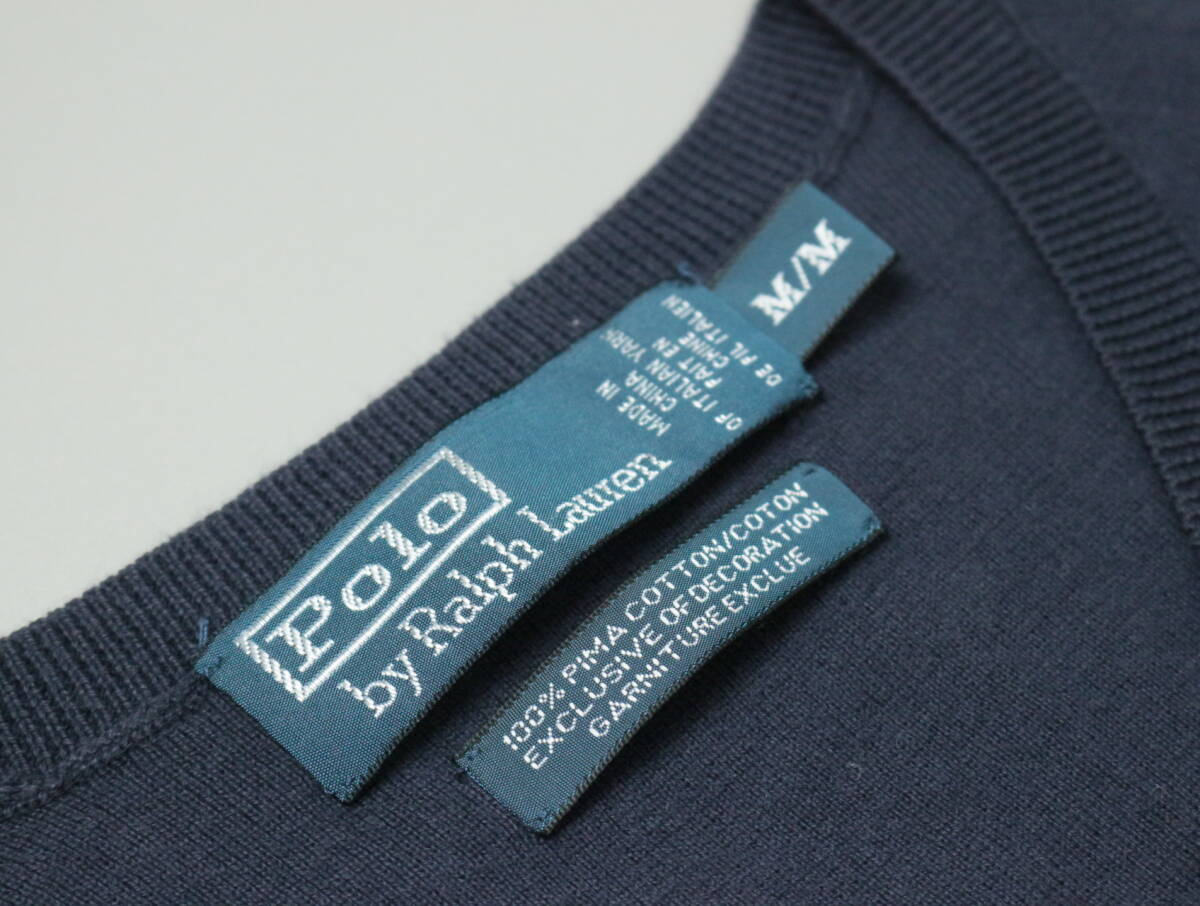 Polo
by Ralph Lauren
MADE IN
CHINA
OF ITALIAN YARN
FAIT EN
CHINE
DE FIL ITALIEN
M/M
100% PIMA COTTON/COTON
EXCLUSIVE OF DECORATION
GARNITURE EXCLUE